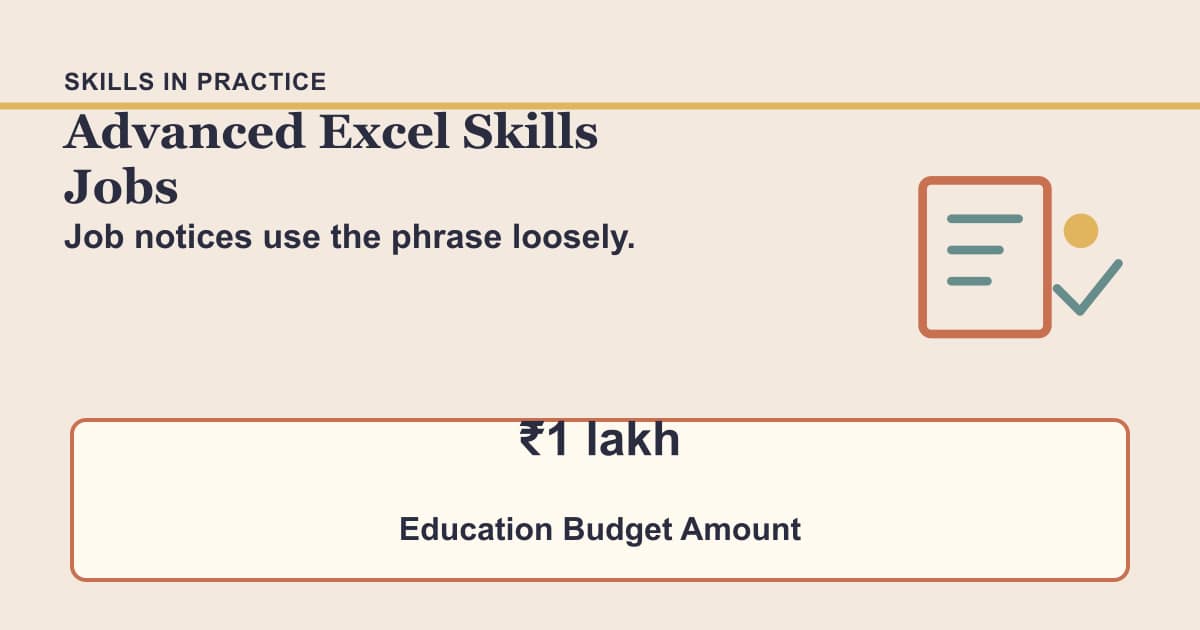 SKILLS IN PRACTICE
Advanced Excel Skills
Jobs
Job notices use the phrase loosely.
₹1 lakh
Education Budget Amount